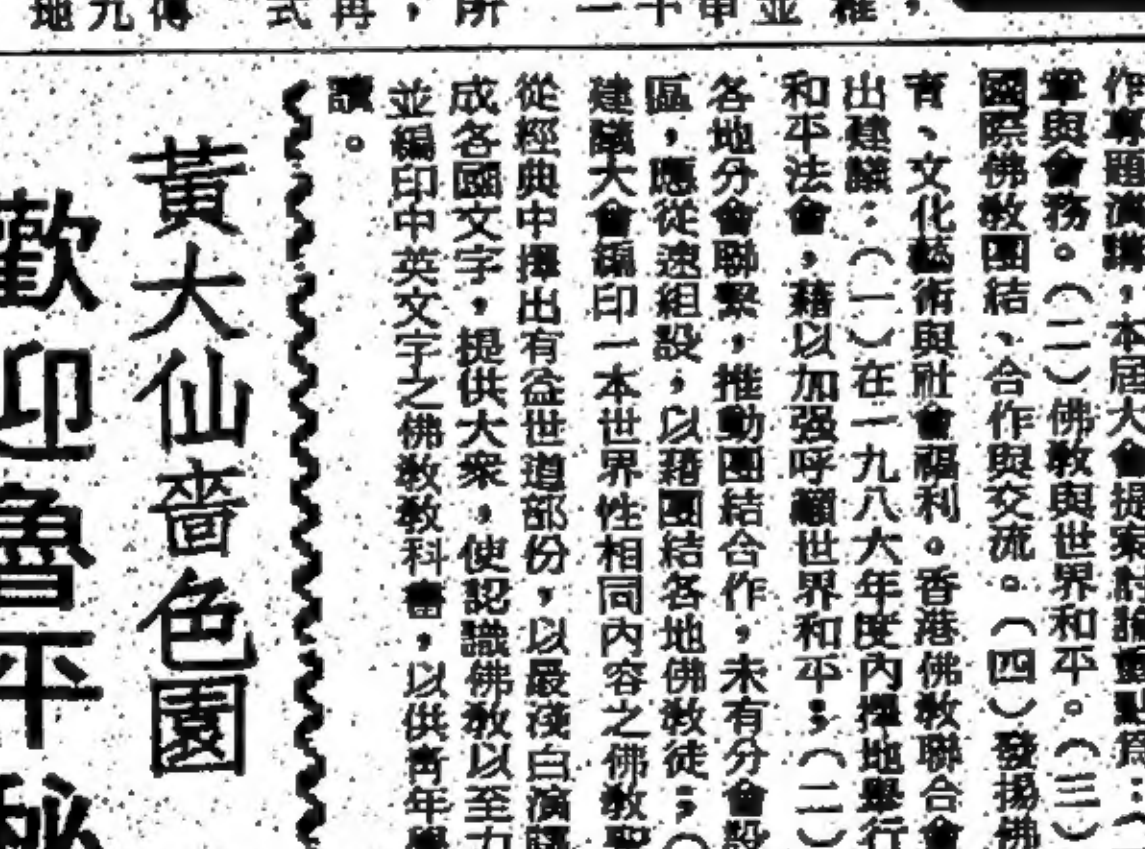 作專題演講,本屆大會提案討論重點為:
章與會務。(二)佛教與世界和平。(三)
國際佛教團結、合作與交流。(四)發揚佛
育、文化藝術與社會福利。香港佛教聯合會
出建議:(一)在一九八六年度內擇地舉行
和平法會,藉以加强呼籲世界和平;(二)
各地分會聯繫,推動團結合作,未有分會設
區,應從速組設,以藉團結各地佛教徒;(
建議大會編印一本世界性相同內容之佛教聖
從經典中擇出有益世道部份,以最淺白演譯
成各國文字,提供大衆,使認識佛教以至力
並編印中英文字之佛教教科書,以供青年學
讀。
黃大仙嗇色園
歡迎魯平秘